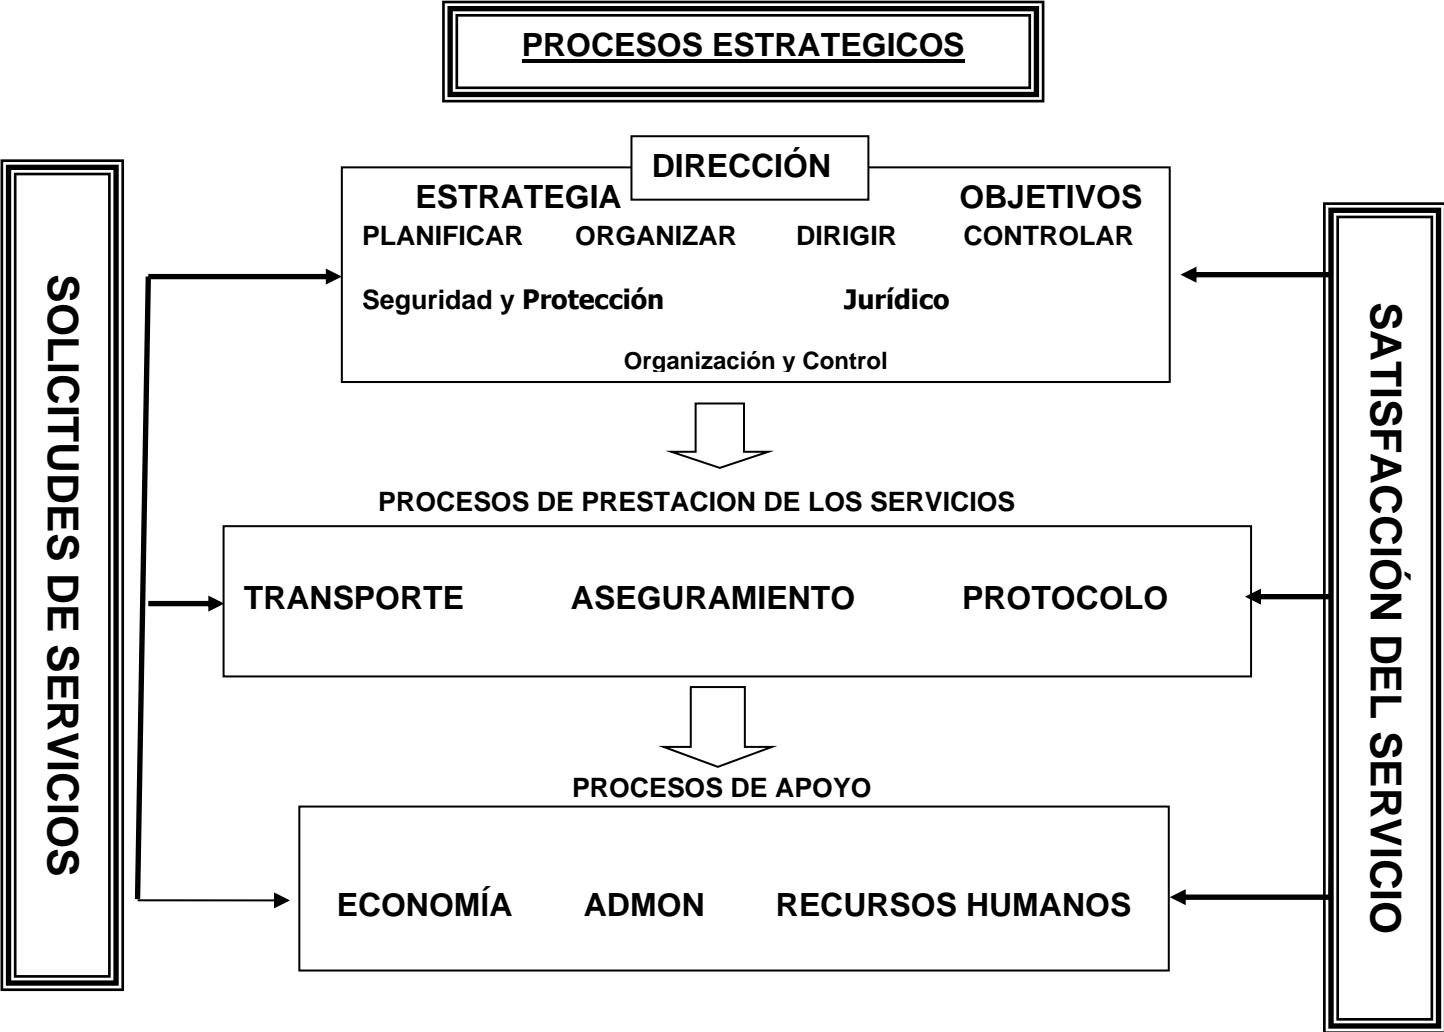 PROCESOS ESTRATEGICOS
DIRECCIÓN
ESTRATEGIA OBJETIVOS
PLANIFICAR ORGANIZAR DIRIGIR CONTROLAR
Seguridad y Protección Jurídico
Organización y Control
SOLICITUDES DE SERVICIOS
SATISFACCIÓN DEL SERVICIO
PROCESOS DE PRESTACION DE LOS SERVICIOS
TRANSPORTE ASEGURAMIENTO PROTOCOLO
PROCESOS DE APOYO
ECONOMÍA ADMON RECURSOS HUMANOS